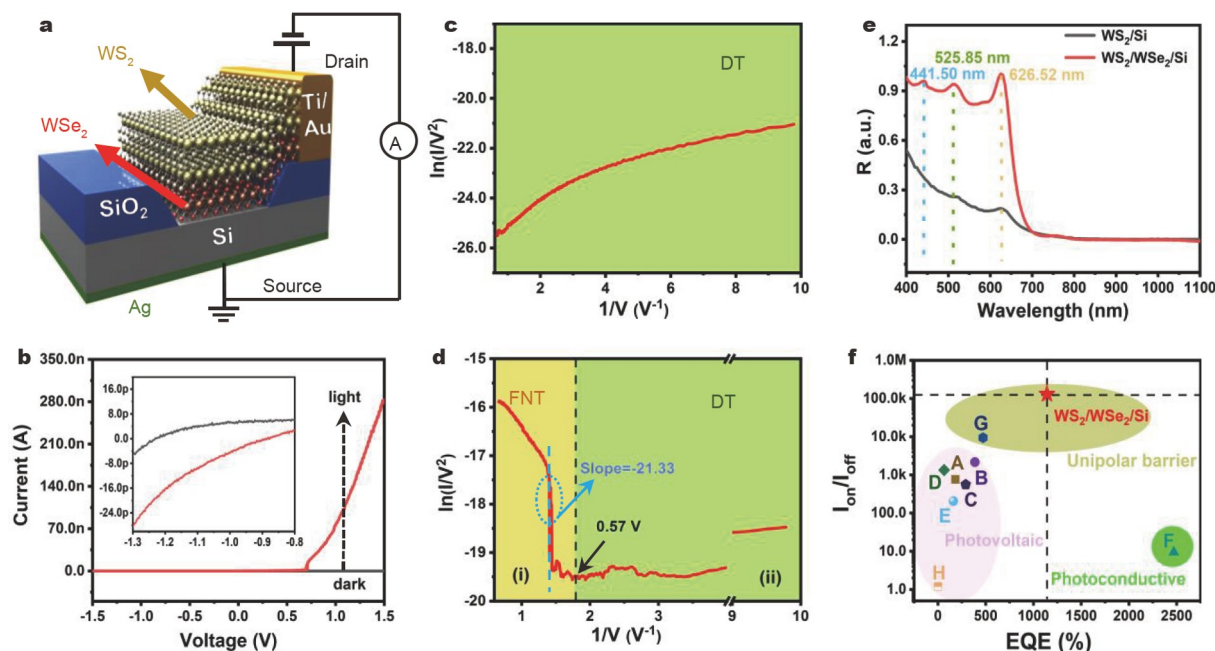 a
WS₂
WSe₂
SiO₂
Si
Ag
Drain
Ti/
Au
A
Source
b
Current (A)
350.0n
280.0n
210.0n
140.0n
70.0n
0.0
16.0p
8.0p
0.0
-8.0p
-16.0p
-24.0p
-1.3 -1.2 -1.1 -1.0 -0.9 -0.8
light
dark
-1.5 -1.0 -0.5 0.0 0.5 1.0 1.5
Voltage (V)
c
ln(I/V²)
-18.0
-20.0
-22.0
-24.0
-26.0
DT
2 4 6 8 10
1/V (V⁻¹)
d
ln(I/V²)
-15
-16
-17
-18
-19
-20
FNT
DT
Slope=-21.33
0.57 V
(i)
(ii)
1 2 3 9 10
1/V (V⁻¹)
e
R (a.u.)
1.2
0.9
0.6
0.3
0.0
WS₂/Si
WS₂/WSe₂/Si
525.85 nm
441.50 nm
626.52 nm
400 500 600 700 800 900 1000 1100
Wavelength (nm)
f
Ion/Ioff
1.0M
100.0k
10.0k
1.0k
100.0
10.0
1.0
WS₂/WSe₂/Si
Unipolar barrier
G
A
B
D
C
E
Photovoltaic
F
H
Photoconductive
0 500 1000 1500 2000 2500
EQE (%)